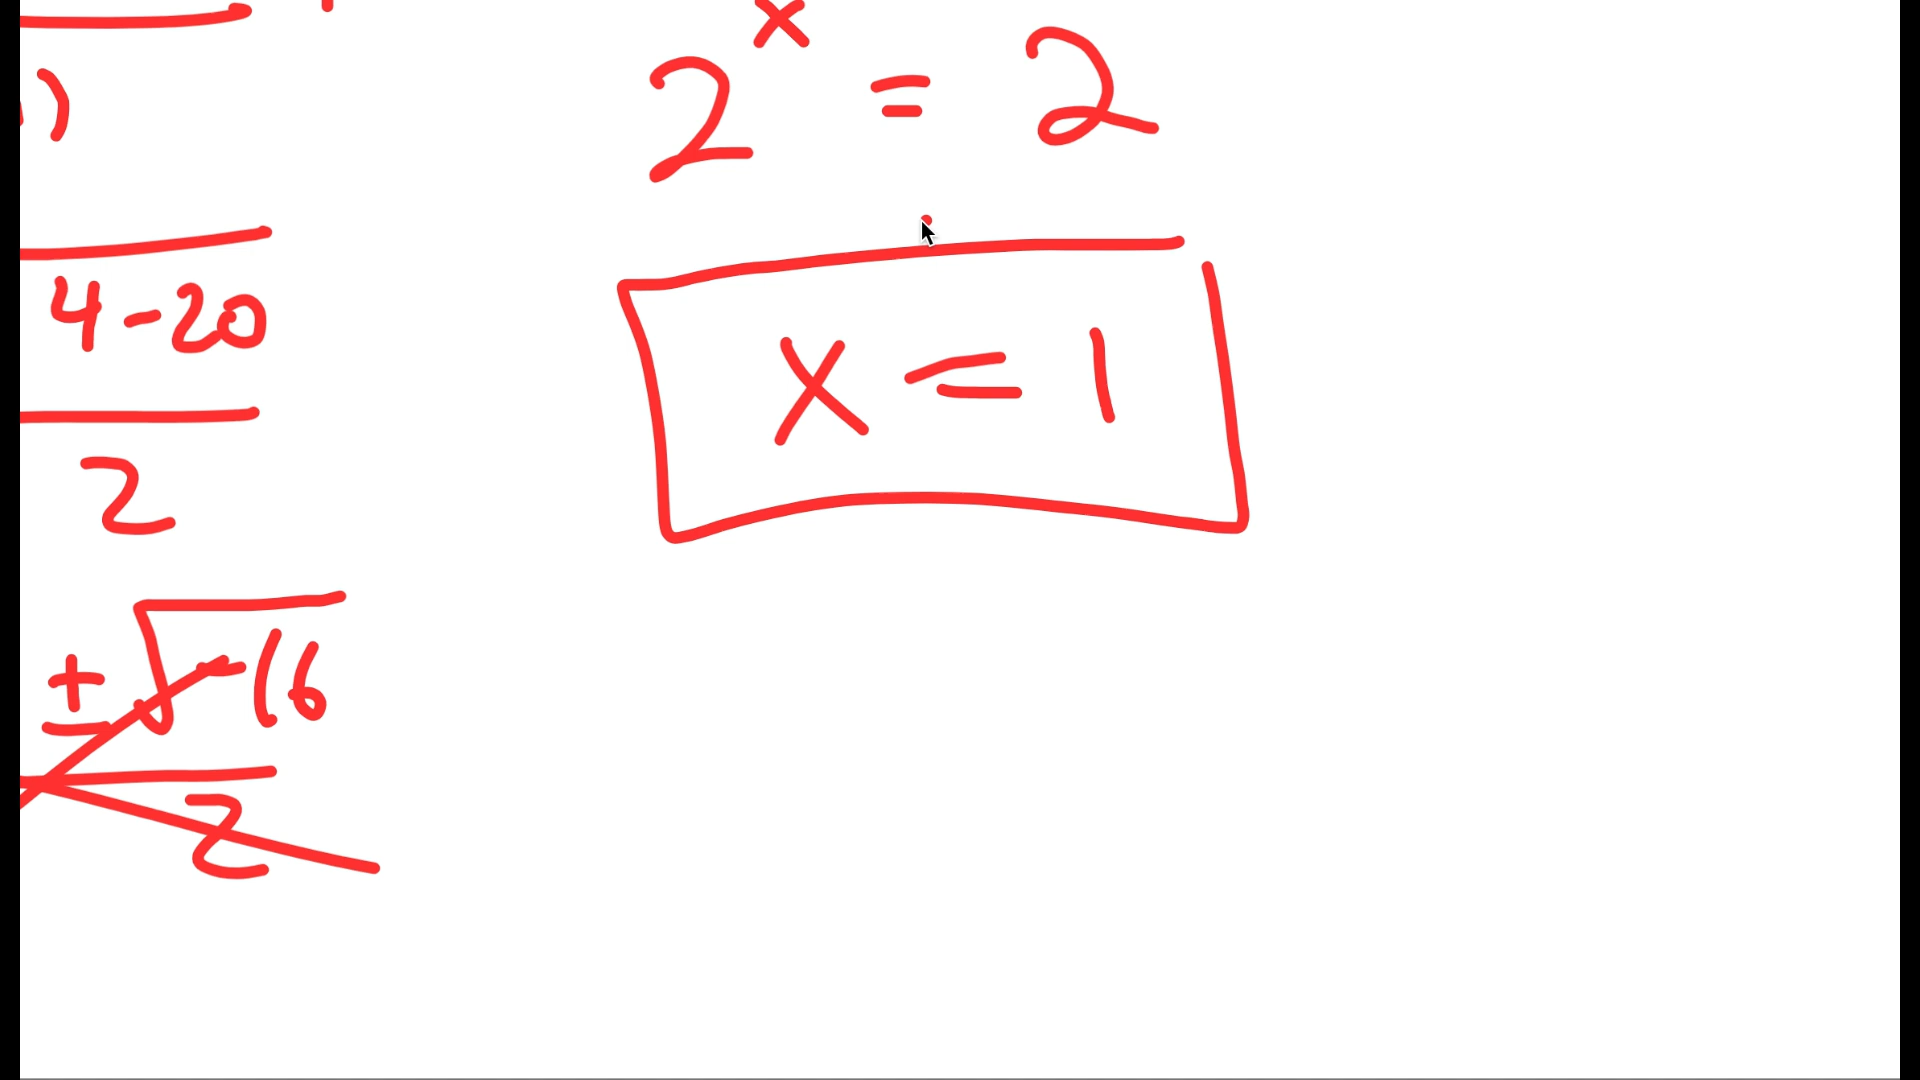 )
4-20
2
± √-16
2
2^x = 2
x = 1